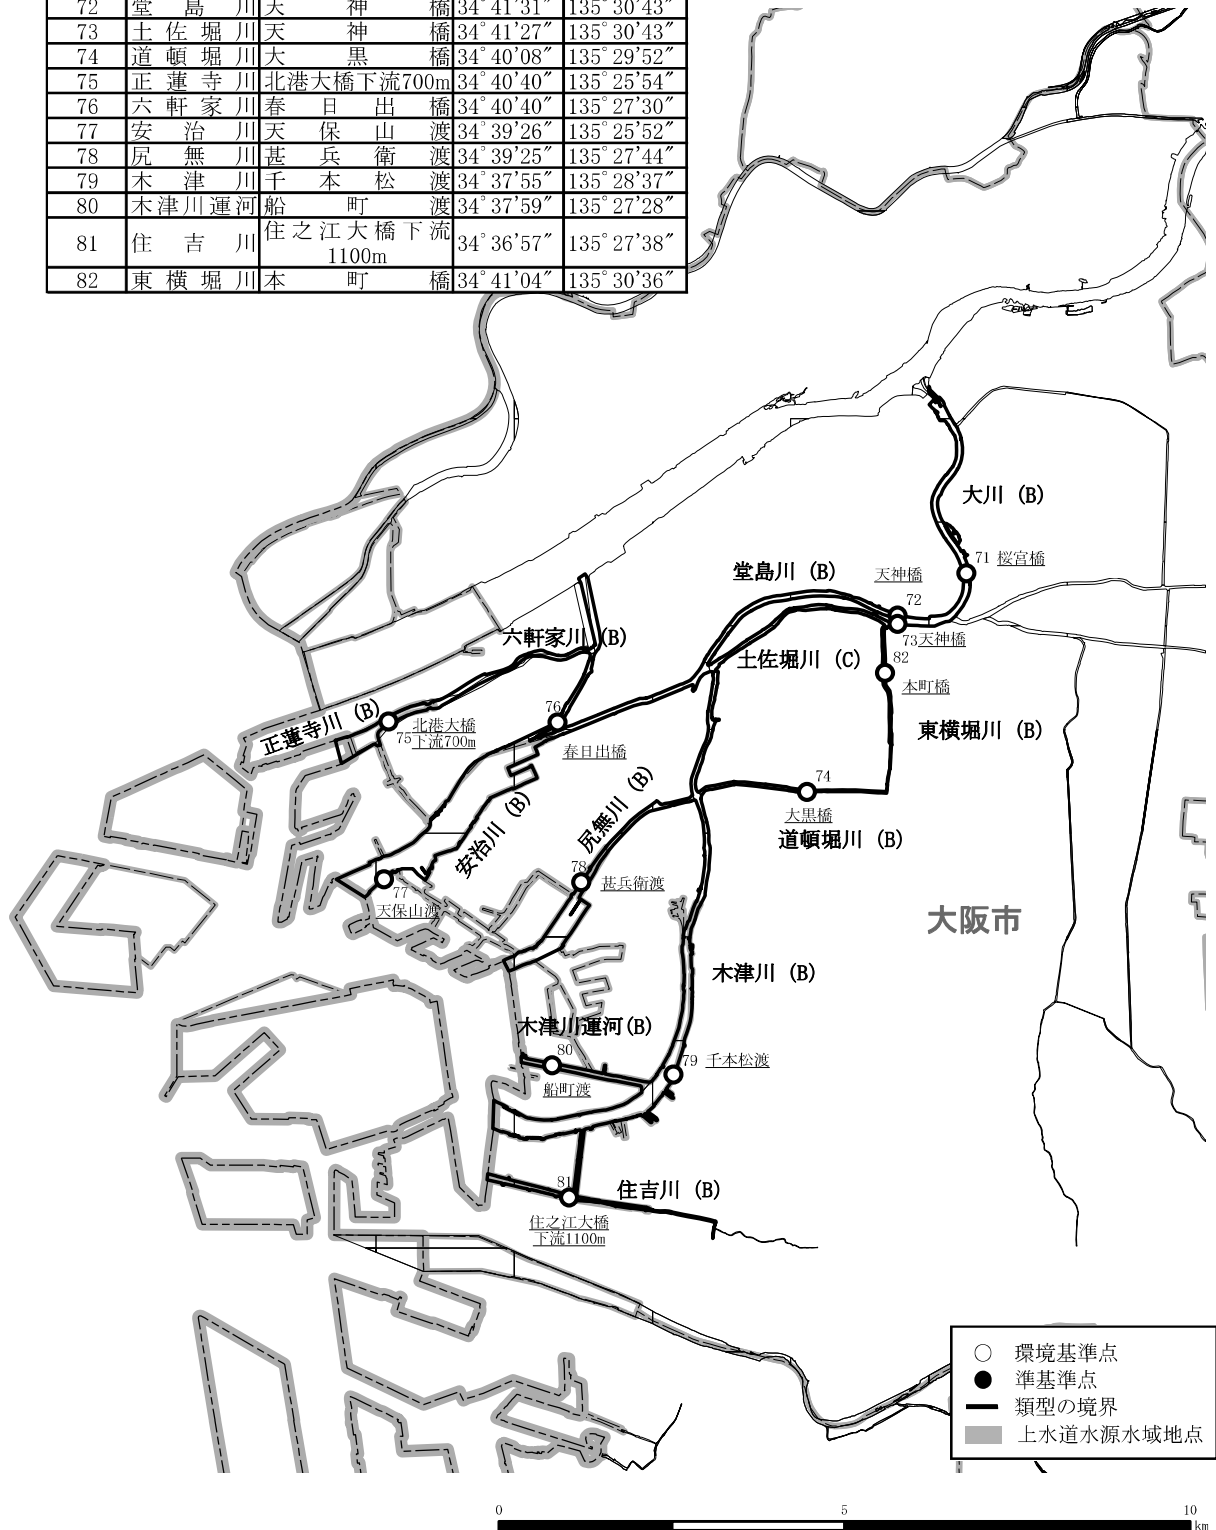 72 堂島川 天神橋 34°41'31″ 135°30'43″
73 土佐堀川 天神橋 34°41'27″ 135°30'43″
74 道頓堀川 大黒橋 34°40'08″ 135°29'52″
75 正蓮寺川 北港大橋下流700m 34°40'40″ 135°25'54″
76 六軒家川 春日出橋 34°40'40″ 135°27'30″
77 安治川 天保山渡 34°39'26″ 135°25'52″
78 尻無川 甚兵衛渡 34°39'25″ 135°27'44″
79 木津川 千本松渡 34°37'55″ 135°28'37″
80 木津川運河 船町渡 34°37'59″ 135°27'28″
81 住吉川 住之江大橋下流
1100m 34°36'57″ 135°27'38″
82 東横堀川 本町橋 34°41'04″ 135°30'36″
大川 (B)
71 桜宮橋
堂島川 (B)
天神橋
72
73天神橋
六軒家川 (B)
土佐堀川 (C)
82
本町橋
正蓮寺川 (B)
75
北港大橋
下流700m
76
春日出橋
東横堀川 (B)
74
大黒橋
道頓堀川 (B)
安治川 (B)
尻無川 (B)
77
天保山渡
78
甚兵衛渡
大阪市
木津川 (B)
木津川運河(B)
80
船町渡
79 千本松渡
81
住吉川 (B)
住之江大橋
下流1100m
環境基準点
準基準点
類型の境界
上水道水源水域地点
0 5 10
km